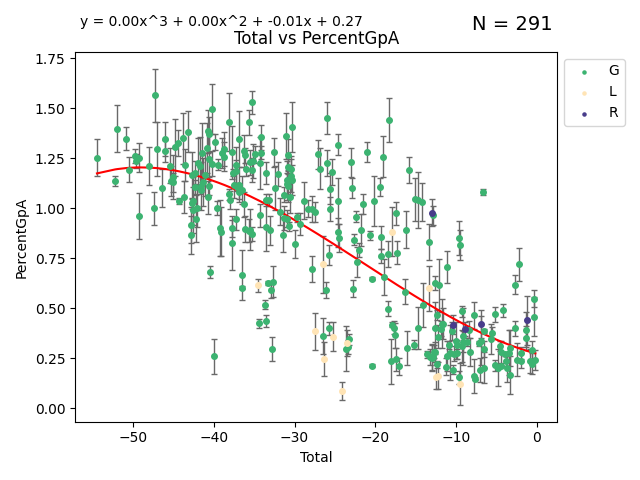 y = 0.00x^3 + 0.00x^2 + -0.01x + 0.27
N = 291
Total vs PercentGpA
PercentGpA
1.75
1.50
1.25
1.00
0.75
0.50
0.25
0.00
−50
−40
−30
−20
−10
0
Total
G
L
R